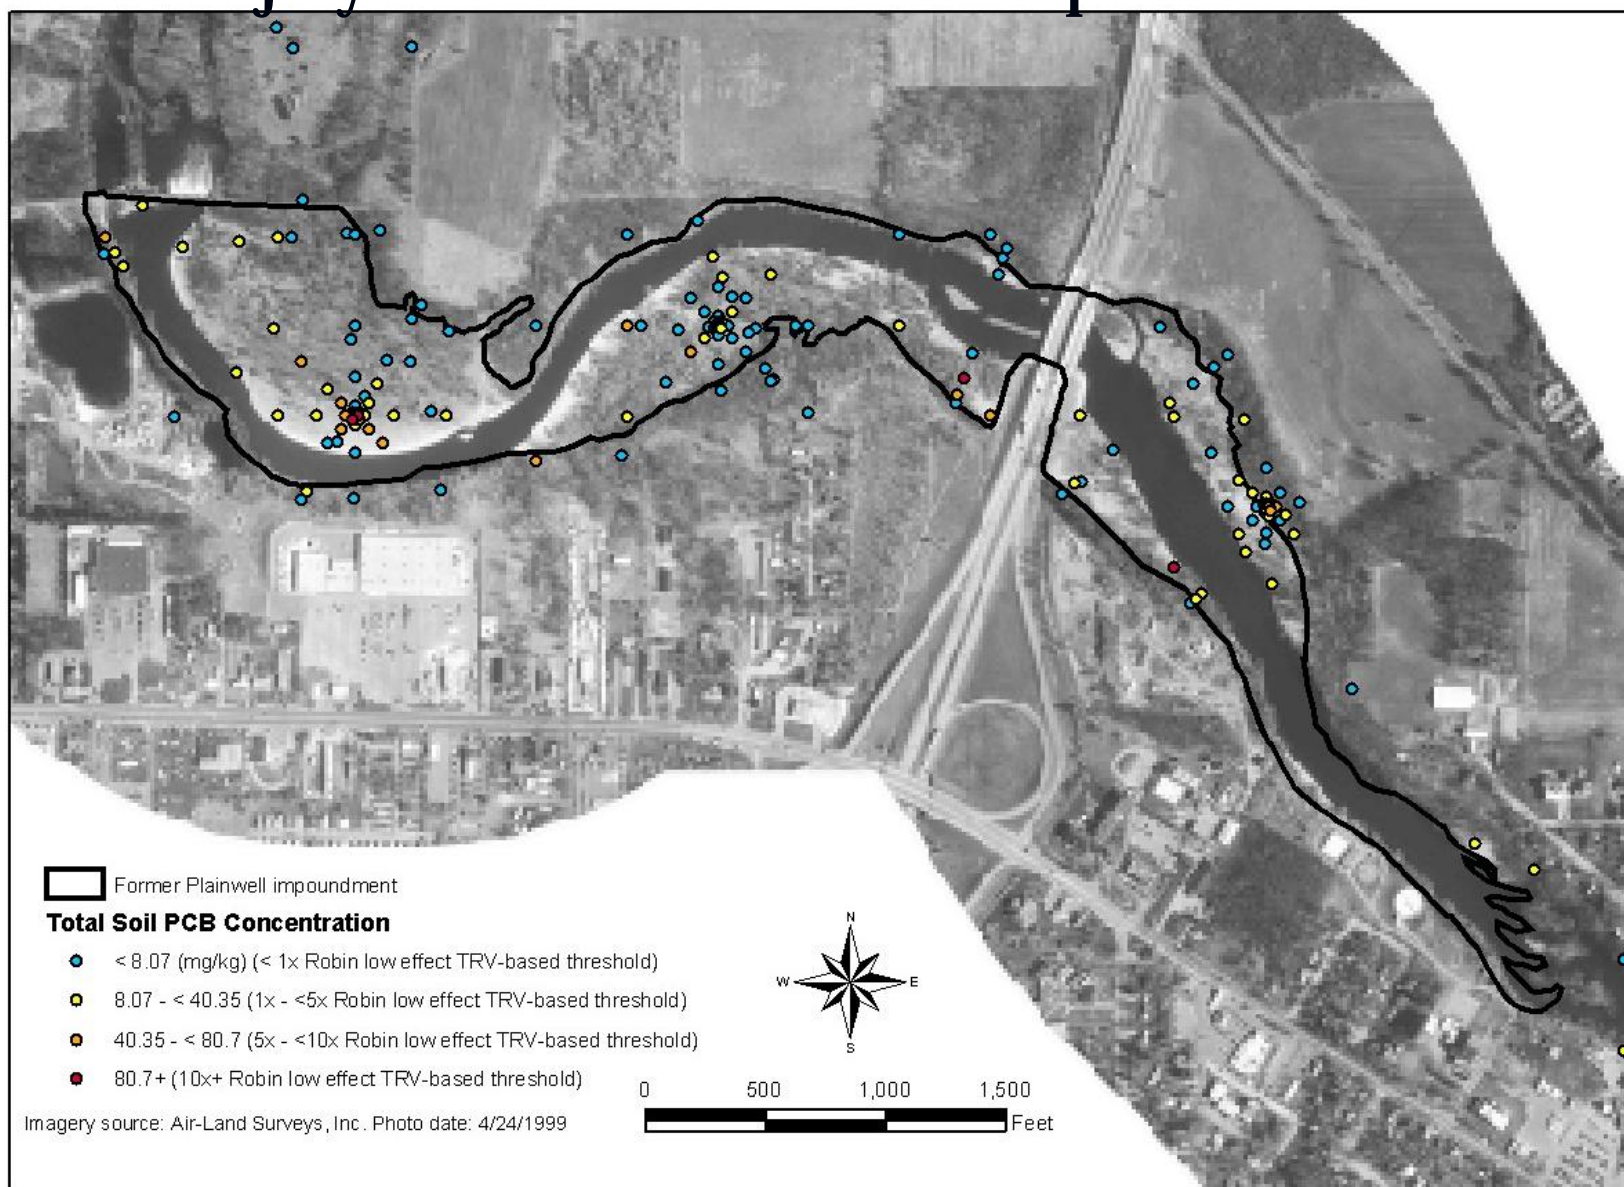 Former Plainwell impoundment
Total Soil PCB Concentration
< 8.07 (mg/kg) (< 1x Robin low effect TRV-based threshold)
8.07 - < 40.35 (1x - <5x Robin low effect TRV-based threshold)
40.35 - < 80.7 (5x - <10x Robin low effect TRV-based threshold)
80.7+ (10x+ Robin low effect TRV-based threshold)
Imagery source: Air-Land Surveys, Inc. Photo date: 4/24/1999
N
W E
S
0 500 1,000 1,500
Feet